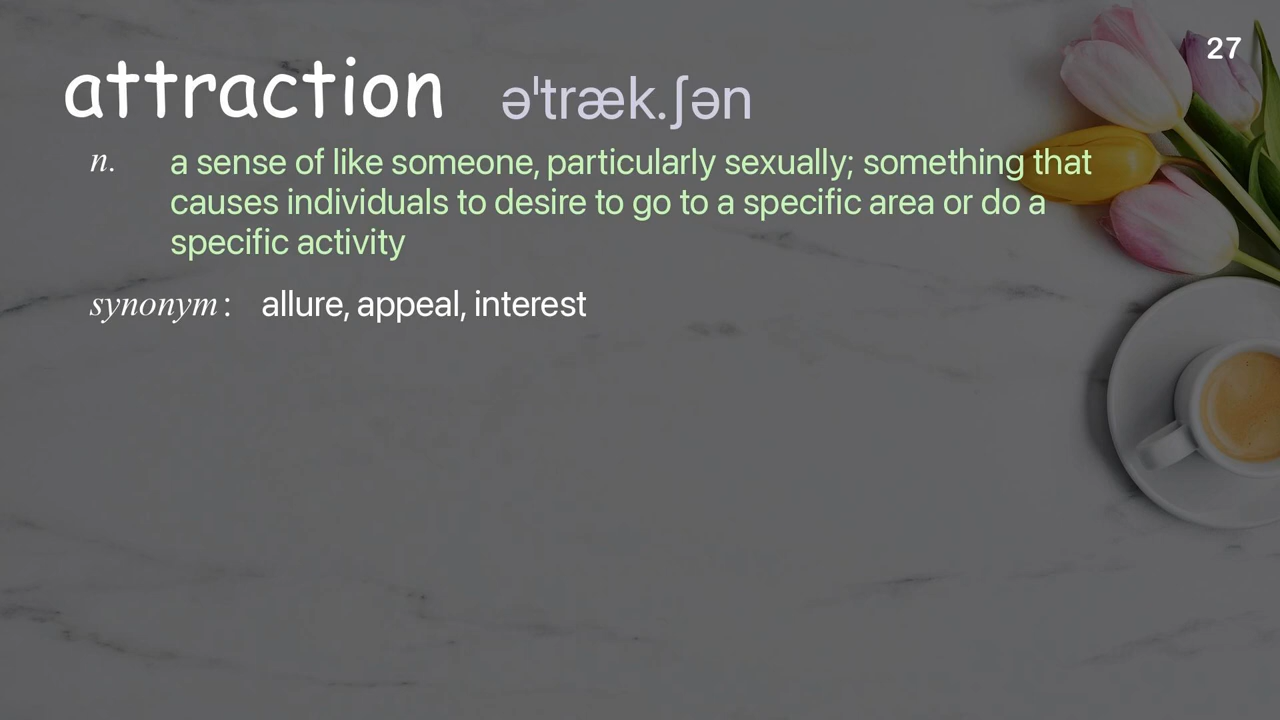 27
attraction əˈtræk.ʃən
n. a sense of like someone, particularly sexually; something that
causes individuals to desire to go to a specific area or do a
specific activity
synonym: allure, appeal, interest